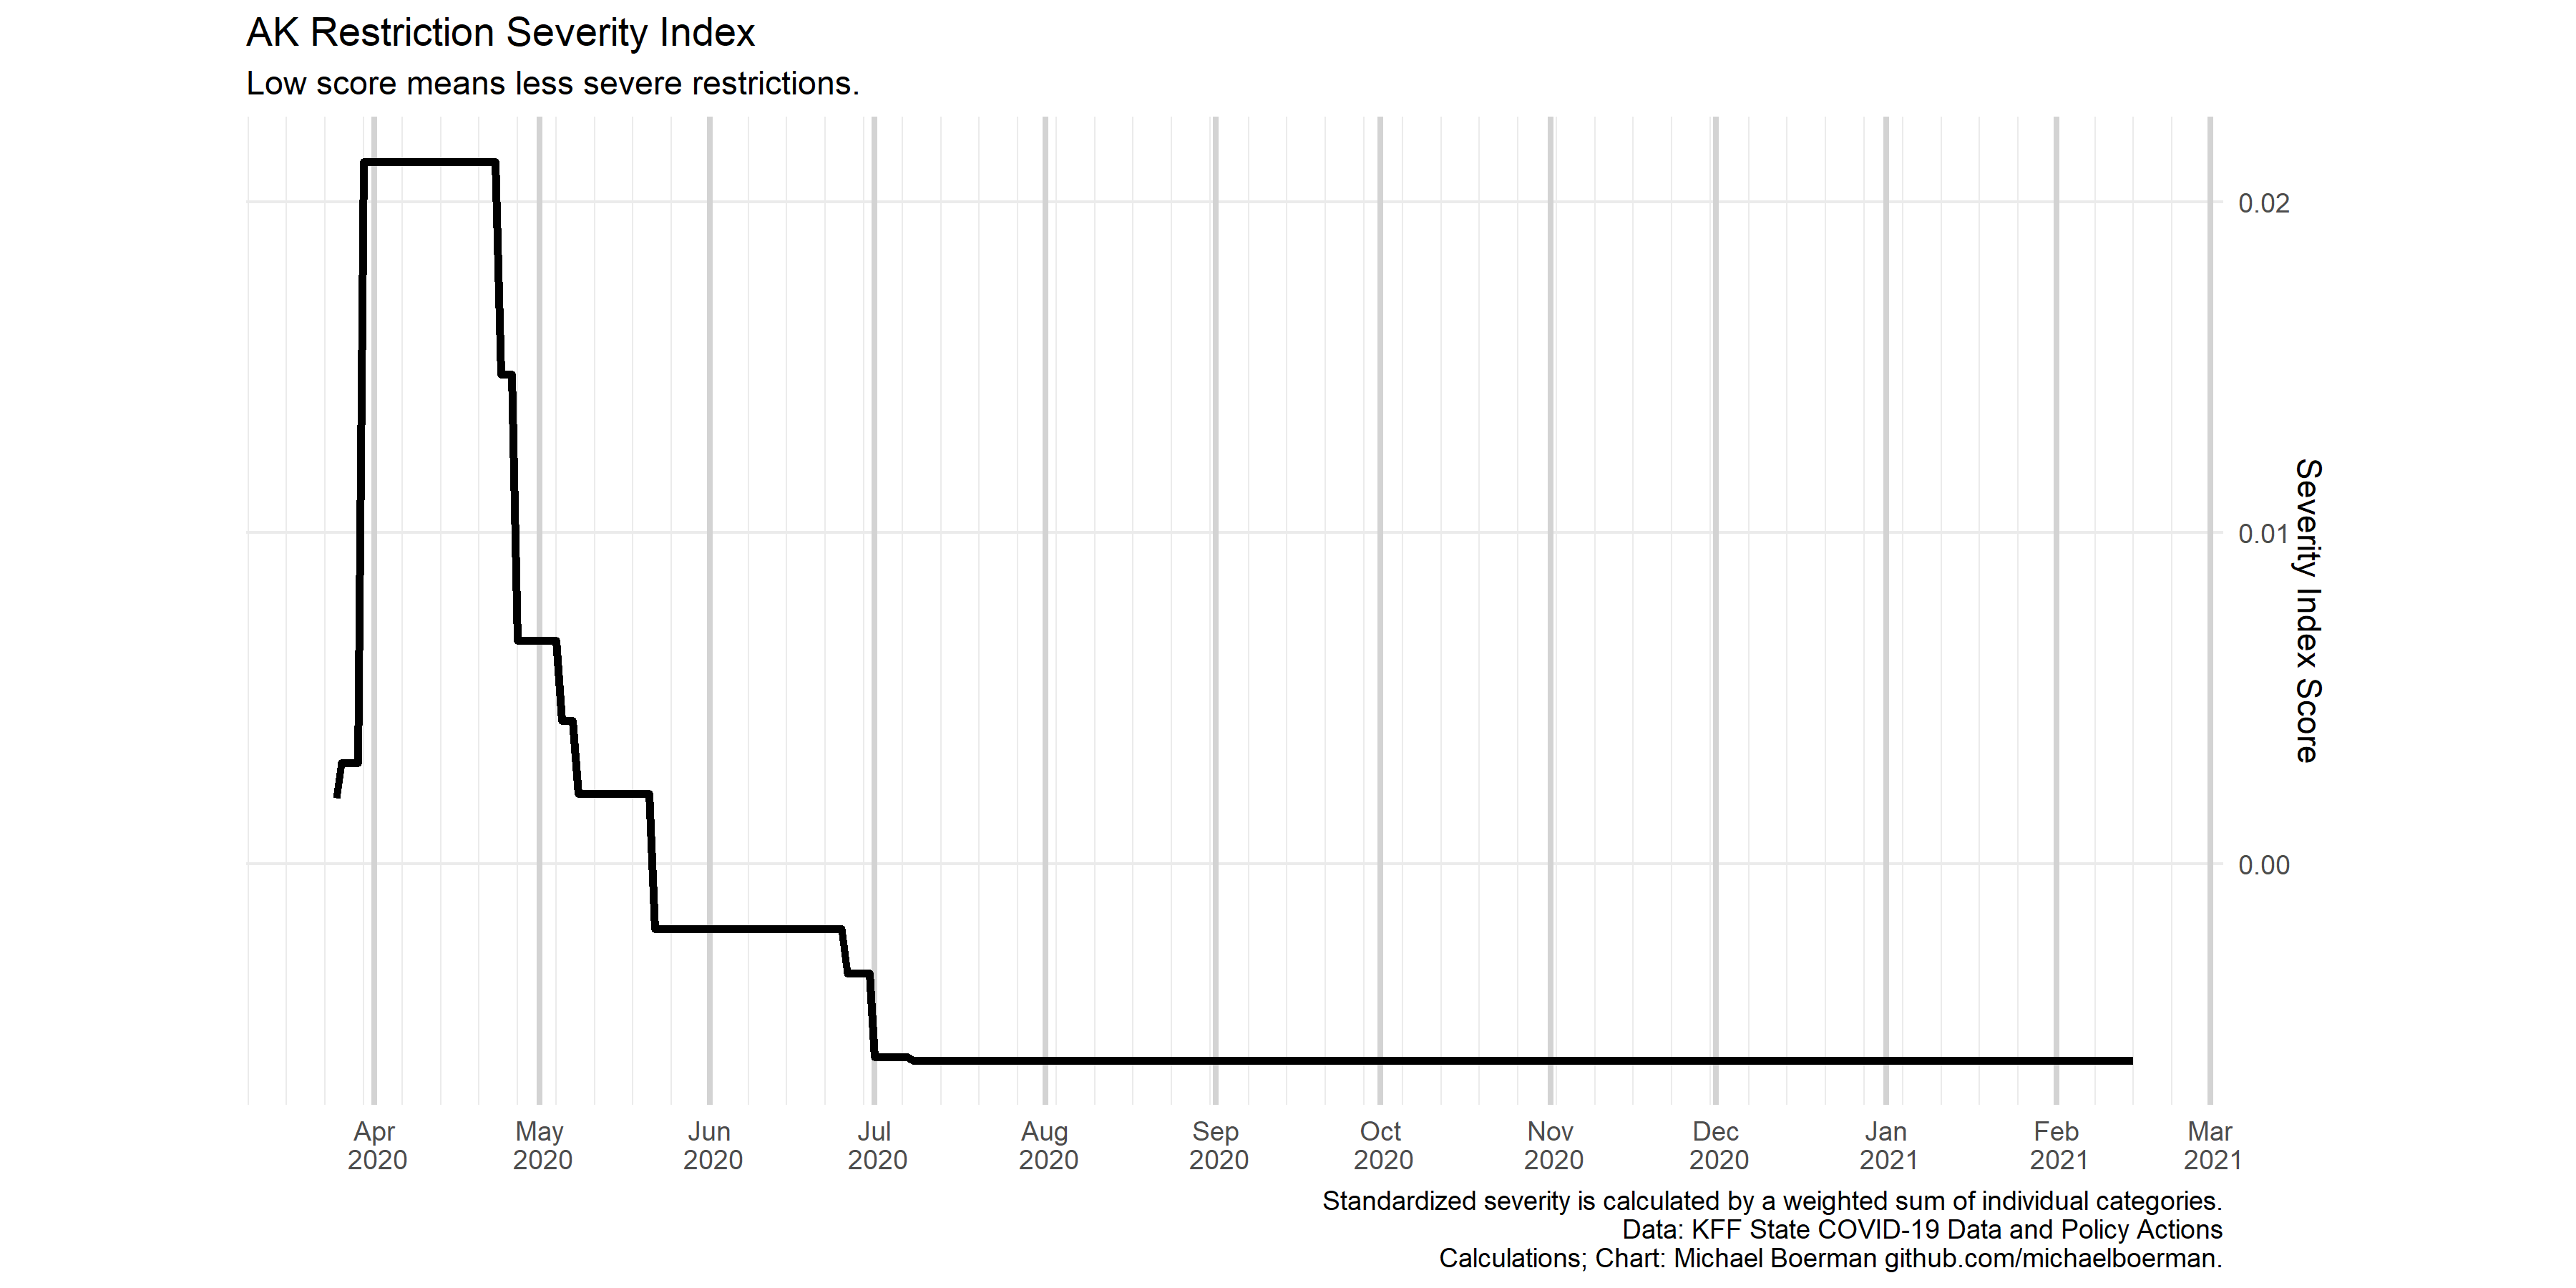 AK Restriction Severity Index
Low score means less severe restrictions.
0.02
0.01
0.00
Severity Index Score
Apr
2020
May
2020
Jun
2020
Jul
2020
Aug
2020
Sep
2020
Oct
2020
Nov
2020
Dec
2020
Jan
2021
Feb
2021
Mar
2021
Standardized severity is calculated by a weighted sum of individual categories.
Data: KFF State COVID-19 Data and Policy Actions
Calculations; Chart: Michael Boerman github.com/michaelboerman.